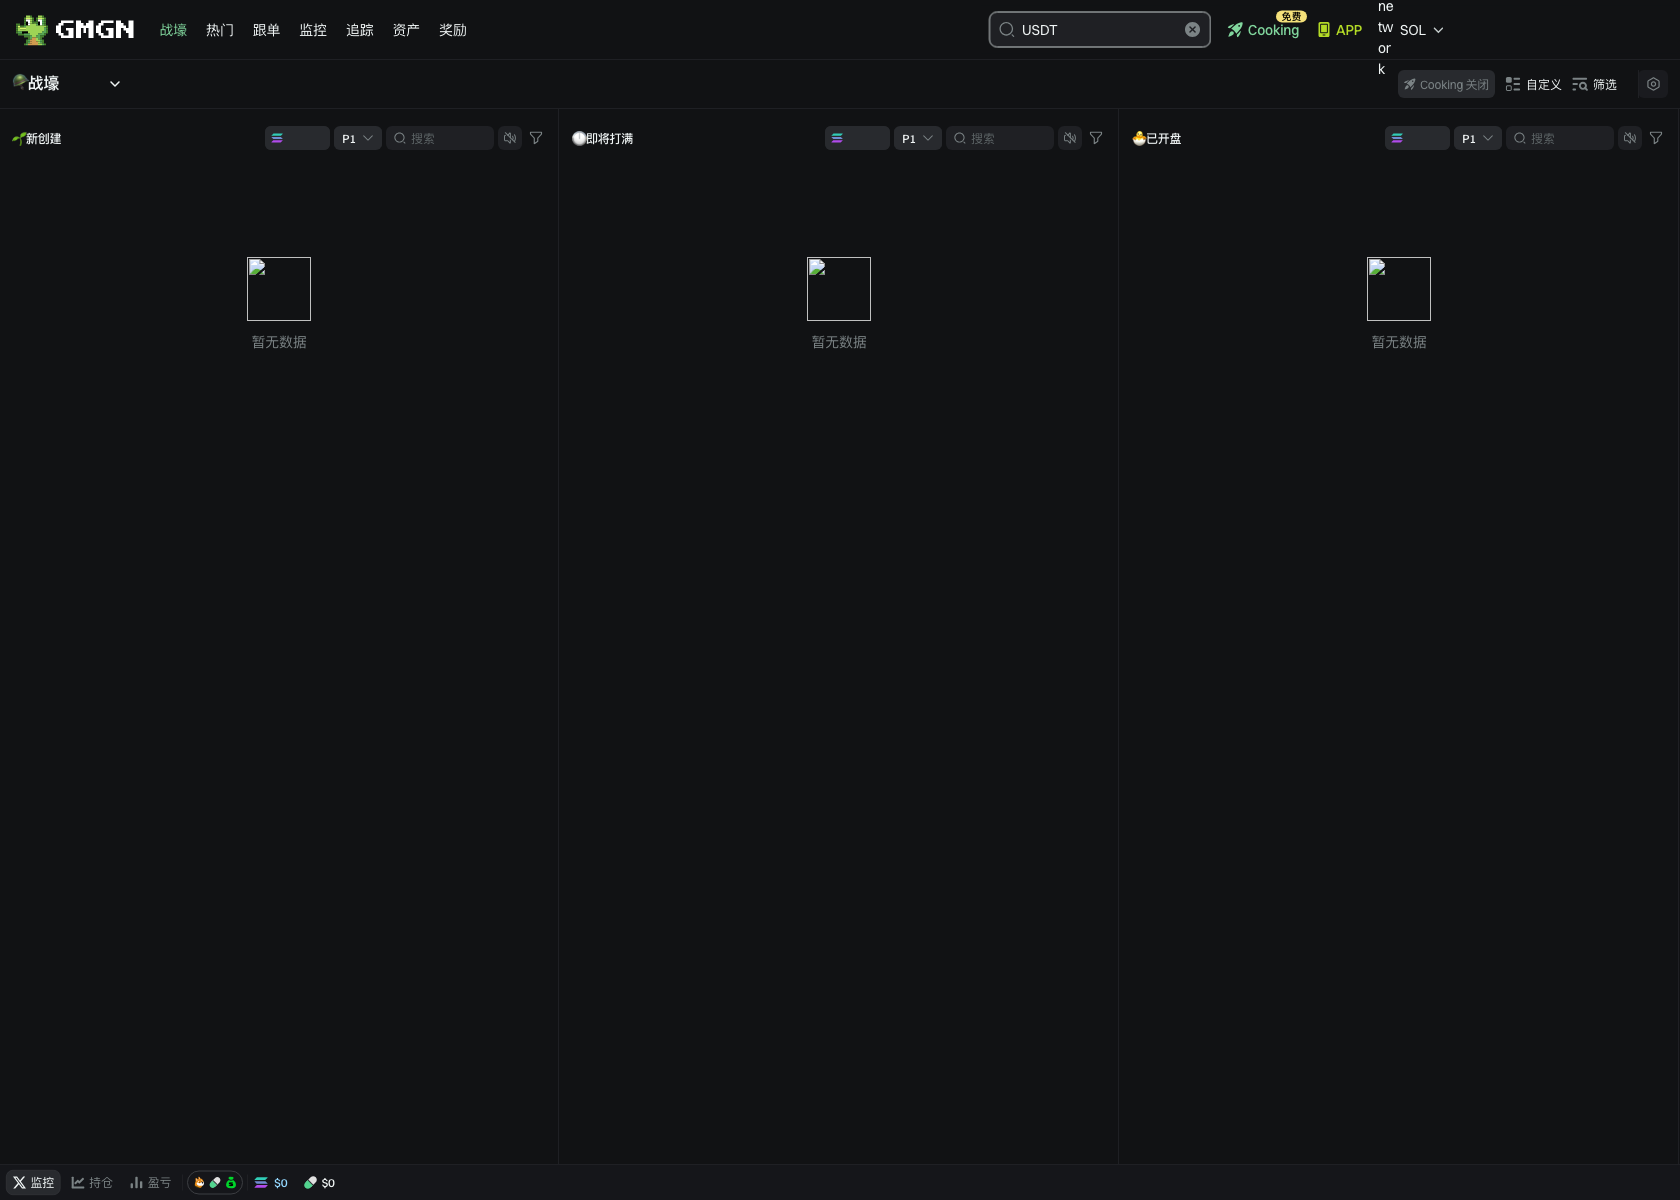 GMGN 战壕 热门 跟单 监控 追踪 资产 奖励 USDT Cooking 免费 APP network SOL
战壕 Cooking 关闭 自定义 筛选
新创建 P1 搜索 即将打满 P1 搜索 已开盘 P1 搜索
暂无数据 暂无数据 暂无数据
监控 持仓 盈亏 $0 $0